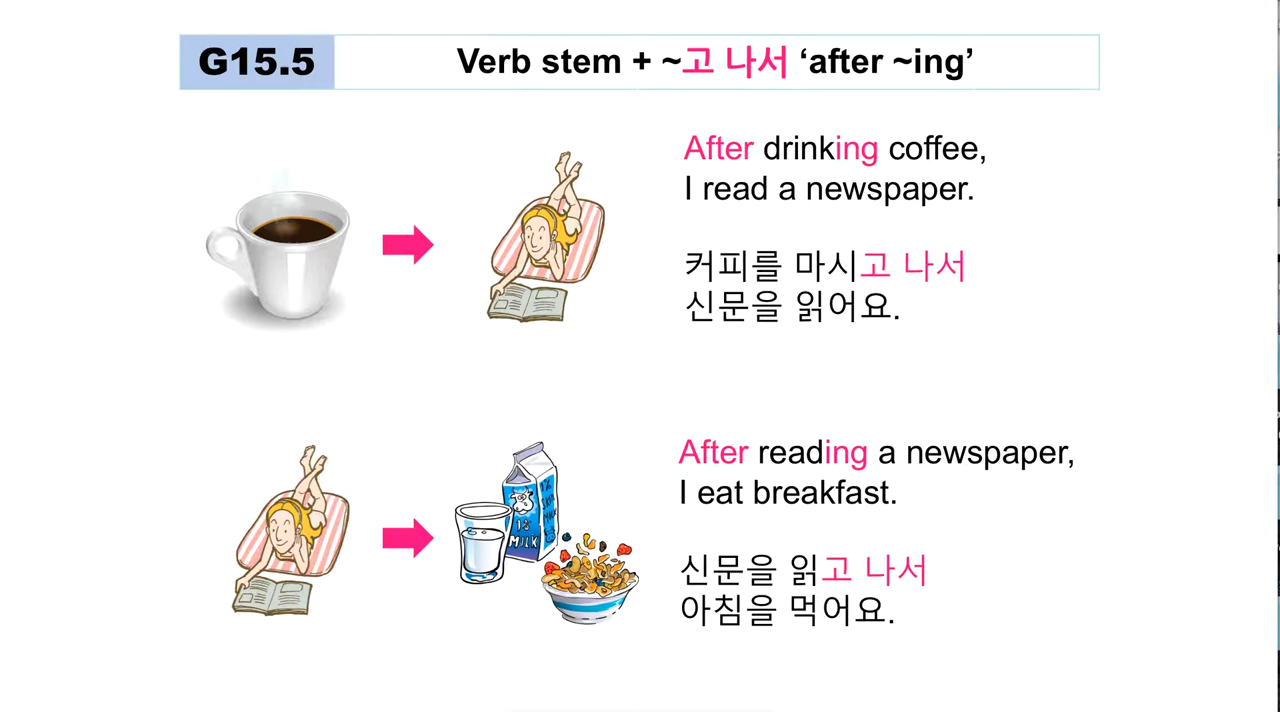 G15.5
Verb stem + ~고 나서 ‘after ~ing’
After drinking coffee,
I read a newspaper.
커피를 마시고 나서
신문을 읽어요.
After reading a newspaper,
I eat breakfast.
신문을 읽고 나서
아침을 먹어요.
1%
MILK